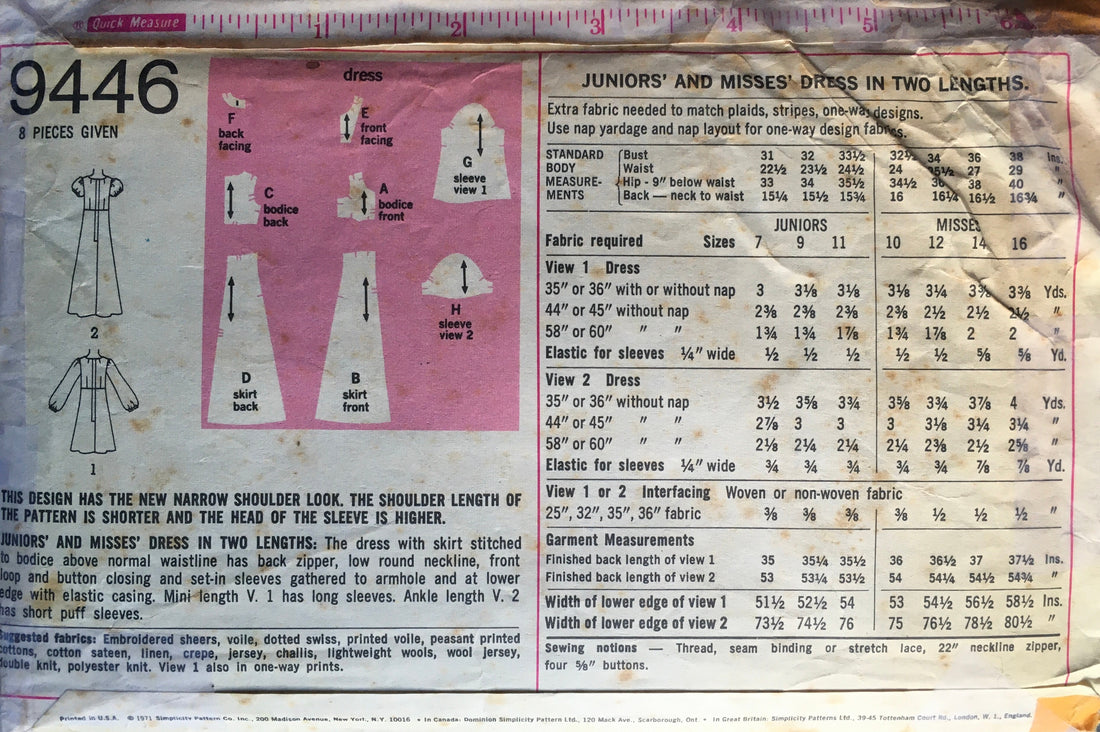 Quick Measure 1 2 3 4 5
9446
8 PIECES GIVEN
2
1
dress
F
back
facing
E
front
facing
G
sleeve
view 1
C
bodice
back
A
bodice
front
H
sleeve
view 2
D
skirt
back
B
skirt
front
THIS DESIGN HAS THE NEW NARROW SHOULDER LOOK. THE SHOULDER LENGTH OF
THE PATTERN IS SHORTER AND THE HEAD OF THE SLEEVE IS HIGHER.
JUNIORS' AND MISSES' DRESS IN TWO LENGTHS: The dress with skirt stitched
to bodice above normal waistline has back zipper, low round neckline, front
loop and button closing and set-in sleeves gathered to armhole and at lower
edge with elastic casing. Mini length V. 1 has long sleeves. Ankle length V. 2
has short puff sleeves.
Suggested fabrics: Embroidered sheers, voile, dotted swiss, printed voile, peasant printed
cottons, cotton sateen, linen, crepe, jersey, challis, lightweight wools, wool jersey,
double knit, polyester knit. View 1 also in one-way prints.
JUNIORS' AND MISSES' DRESS IN TWO LENGTHS.
Extra fabric needed to match plaids, stripes, one-way designs.
Use nap yardage and nap layout for one-way design fabrics.
STANDARD Bust 31 32 33½ 32½ 34 36 38 Ins.
BODY Waist 22½ 23½ 24½ 24 25½ 27 29 "
MEASURE- Hip - 9" below waist 33 34 35½ 34½ 36 38 40 "
MENTS Back — neck to waist 15¼ 15½ 15¾ 16 16¼ 16½ 16¾ "
JUNIORS MISSES
Fabric required Sizes 7 9 11 10 12 14 16
View 1 Dress
35" or 36" with or without nap 3 3⅛ 3⅛ 3⅛ 3¼ 3⅜ 3⅜ Yds.
44" or 45" without nap 2⅜ 2⅜ 2⅜ 2⅜ 2½ 2½ 2½ "
58" or 60" " " 1¾ 1¾ 1⅞ 1¾ 1⅞ 2 2 "
Elastic for sleeves ¼" wide ½ ½ ½ ½ ½ ⅝ ⅝ Yd.
View 2 Dress
35" or 36" without nap 3½ 3⅝ 3¾ 3⅝ 3¾ 3⅞ 4 Yds.
44" or 45" " " 2⅞ 3 3 3 3⅛ 3¼ 3¼ "
58" or 60" " " 2⅛ 2¼ 2¼ 2¼ 2⅜ 2½ 2⅝ "
Elastic for sleeves ¼" wide ¾ ¾ ¾ ¾ ¾ ⅞ ⅞ Yd.
View 1 or 2 Interfacing Woven or non-woven fabric
25", 32", 35", 36" fabric ⅜ ⅜ ⅜ ⅜ ½ ½ ½ "
Garment Measurements
Finished back length of view 1 35 35¼ 35½ 36 36½ 37 37½ Ins.
Finished back length of view 2 53 53¼ 53½ 54 54¼ 54½ 54¾ "
Width of lower edge of view 1 51½ 52½ 54 53 54½ 56½ 58½ Ins.
Width of lower edge of view 2 73½ 74½ 76 75 76½ 78½ 80½ "
Sewing notions — Thread, seam binding or stretch lace, 22" neckline zipper,
four ⅝" buttons.
Printed in U.S.A. © 1971 Simplicity Pattern Co. Inc., 200 Madison Avenue, New York, N.Y. 10016 • In Canada: Dominion Simplicity Pattern Ltd., 120 Mack Ave., Scarborough, Ont. • In Great Britain: Simplicity Patterns Ltd., 39-45 Tottenham Court Rd., London, W. 1., England.